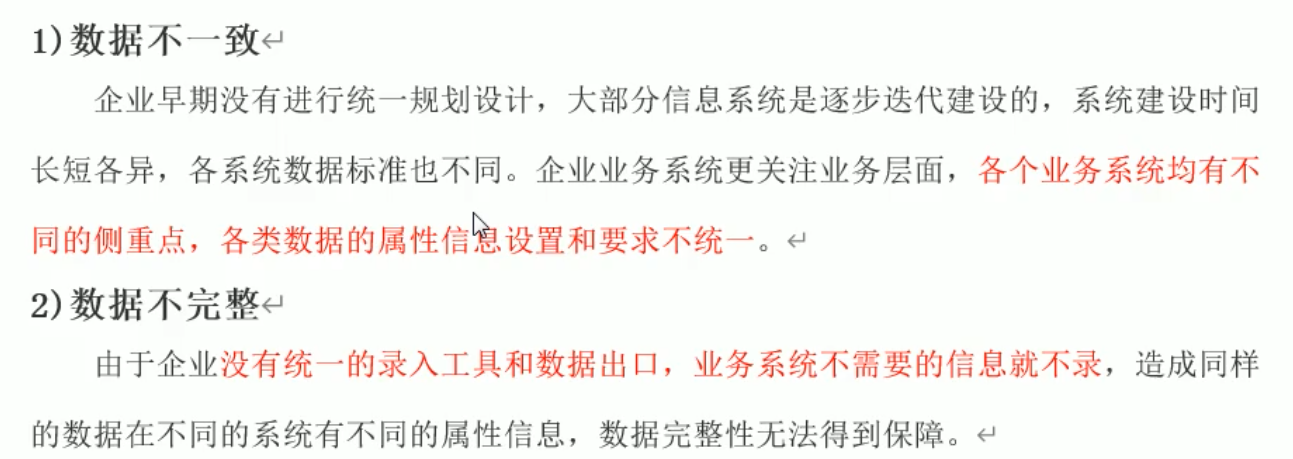 1)数据不一致↵
企业早期没有进行统一规划设计，大部分信息系统是逐步迭代建设的，系统建设时间
长短各异，各系统数据标准也不同。企业业务系统更关注业务层面，各个业务系统均有不
同的侧重点，各类数据的属性信息设置和要求不统一。↵
2)数据不完整↵
由于企业没有统一的录入工具和数据出口，业务系统不需要的信息就不录，造成同样
的数据在不同的系统有不同的属性信息，数据完整性无法得到保障。↵